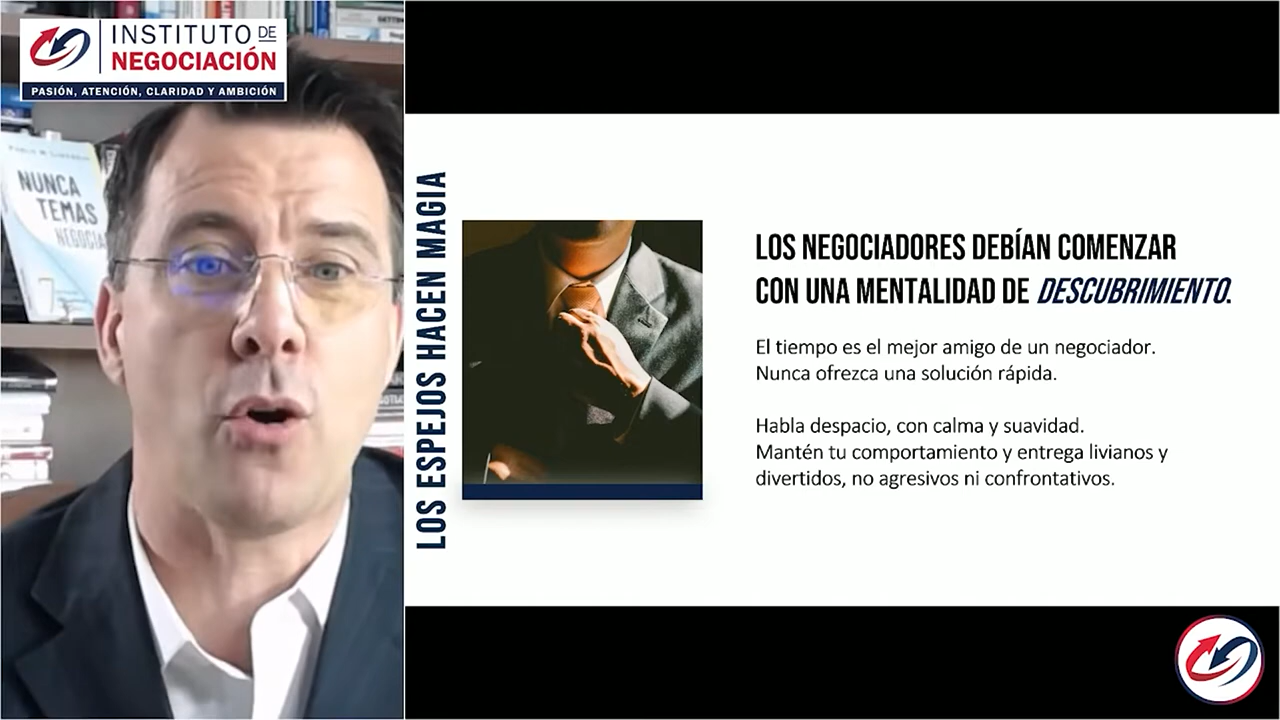 INSTITUTO DE
NEGOCIACIÓN
PASIÓN, ATENCIÓN, CLARIDAD Y AMBICIÓN
NUNCA
TEMAS
LOS ESPEJOS HACEN MAGIA
LOS NEGOCIADORES DEBÍAN COMENZAR
CON UNA MENTALIDAD DE DESCUBRIMIENTO.
El tiempo es el mejor amigo de un negociador.
Nunca ofrezca una solución rápida.
Habla despacio, con calma y suavidad.
Mantén tu comportamiento y entrega livianos y
divertidos, no agresivos ni confrontativos.